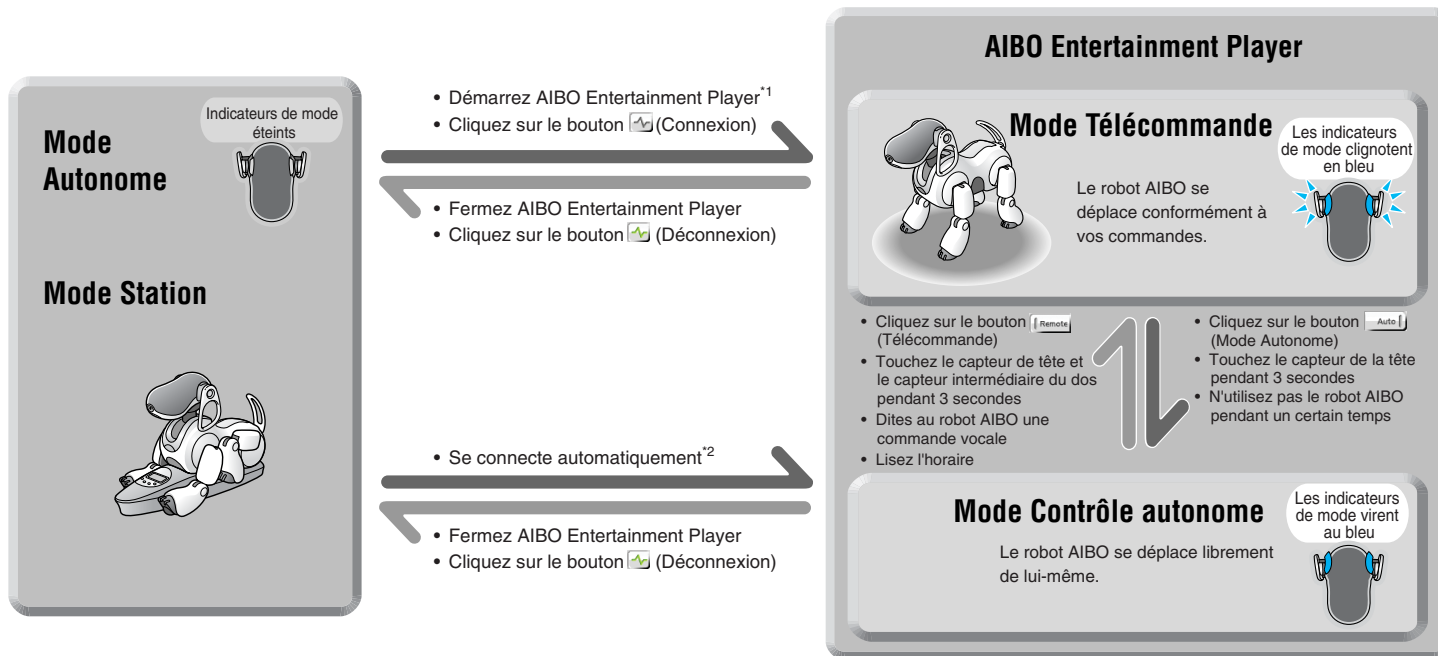 AIBO Entertainment Player
Mode
Autonome
Indicateurs de mode
éteints
Mode Station
• Démarrez AIBO Entertainment Player*1
• Cliquez sur le bouton (Connexion)
• Fermez AIBO Entertainment Player
• Cliquez sur le bouton (Déconnexion)
• Se connecte automatiquement*2
• Fermez AIBO Entertainment Player
• Cliquez sur le bouton (Déconnexion)
Mode Télécommande
Le robot AIBO se
déplace conformément à
vos commandes.
Les indicateurs
de mode clignotent
en bleu
• Cliquez sur le bouton Remote
(Télécommande)
• Touchez le capteur de tête et
le capteur intermédiaire du dos
pendant 3 secondes
• Dites au robot AIBO une
commande vocale
• Lisez l'horaire
• Cliquez sur le bouton Auto
(Mode Autonome)
• Touchez le capteur de la tête
pendant 3 secondes
• N'utilisez pas le robot AIBO
pendant un certain temps
Mode Contrôle autonome
Le robot AIBO se déplace librement
de lui-même.
Les indicateurs
de mode virent
au bleu